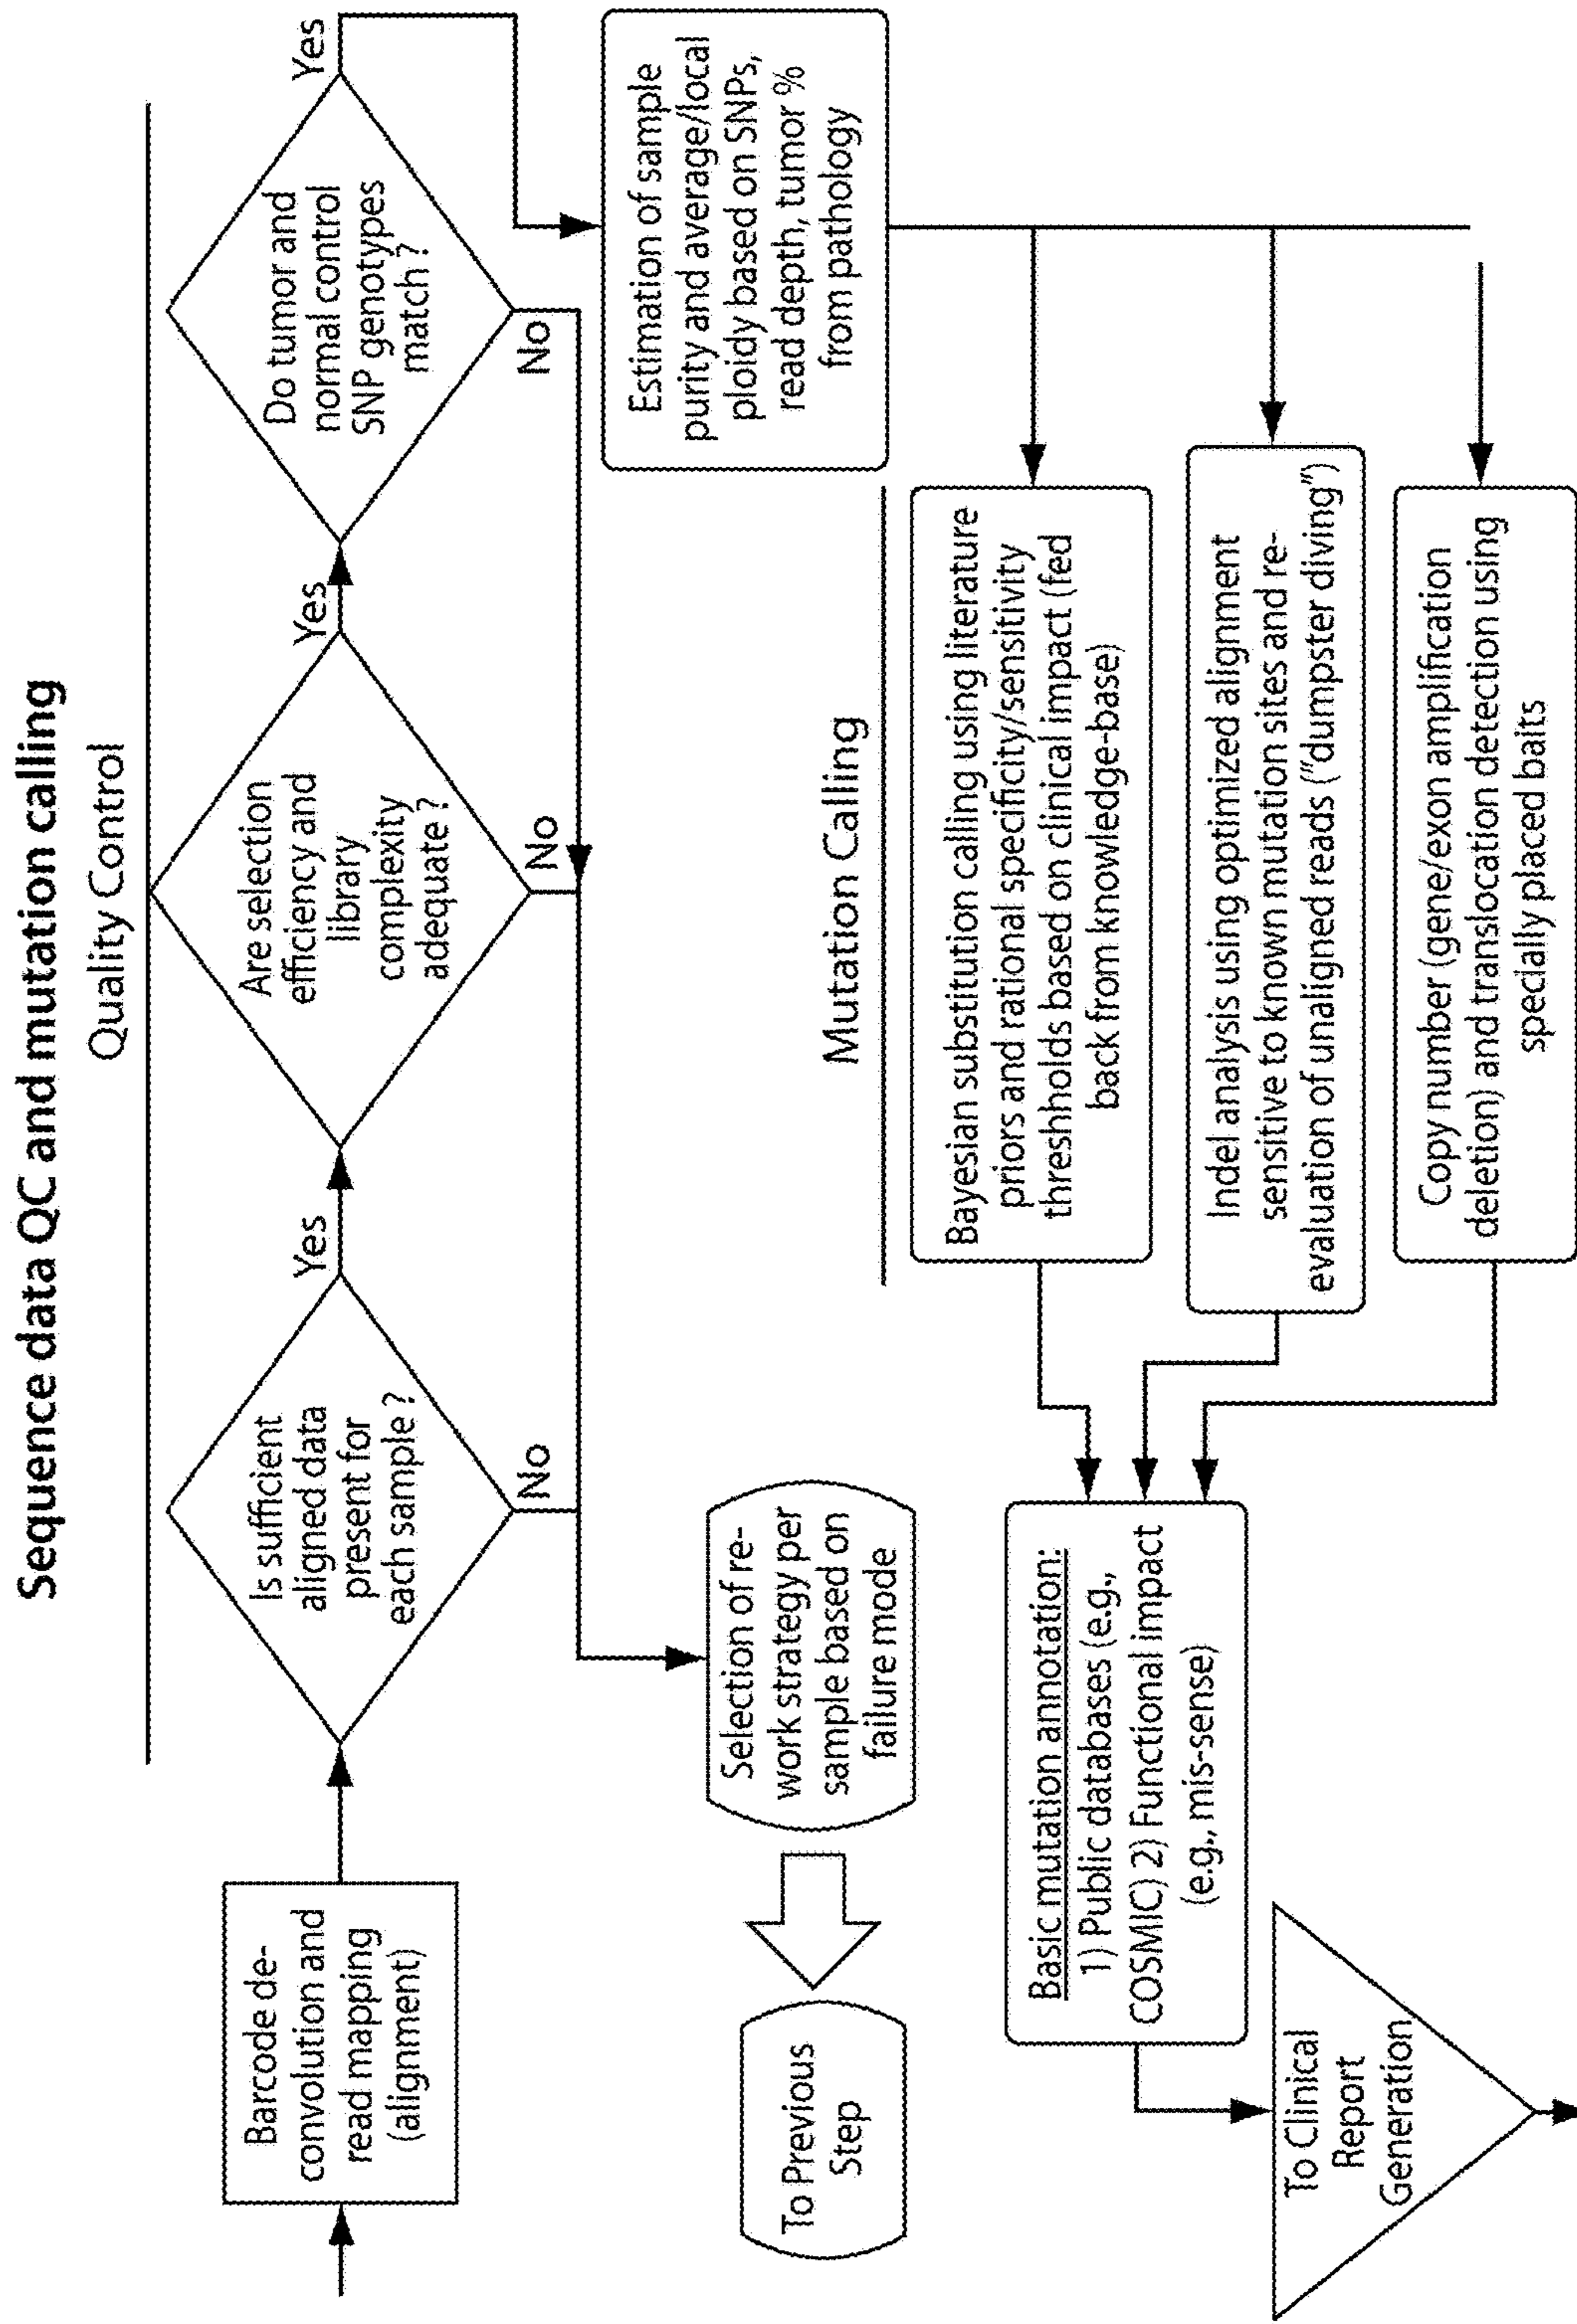 Sequence data QC and mutation calling
Quality Control
Barcode de-
convolution and
read mapping
(alignment)
Is sufficient
aligned data
present for
each sample ?
Yes
No
Are selection
efficiency and
library
complexity
adequate ?
Yes
No
Do tumor and
normal control
SNP genotypes
match ?
Yes
No
Estimation of sample
purity and average/local
ploidy based on SNPs,
read depth, tumor %
from pathology
Selection of re-
work strategy per
sample based on
failure mode
To Previous
Step
Mutation Calling
Bayesian substitution calling using literature
priors and rational specificity/sensitivity
threshholds based on clinical impact (fed
back from knowledge-base)
Indel analysis using optimized alignment
sensitive to known mutation sites and re-
evaluation of unaligned reads ("dumpster diving")
Copy number (gene/exon amplification
deletion) and translocation detection using
specially placed baits
Basic mutation annotation:
1) Public databases (e.g.,
COSMIC) 2) Functional impact
(e.g., mis-sense)
To Clinical
Report
Generation